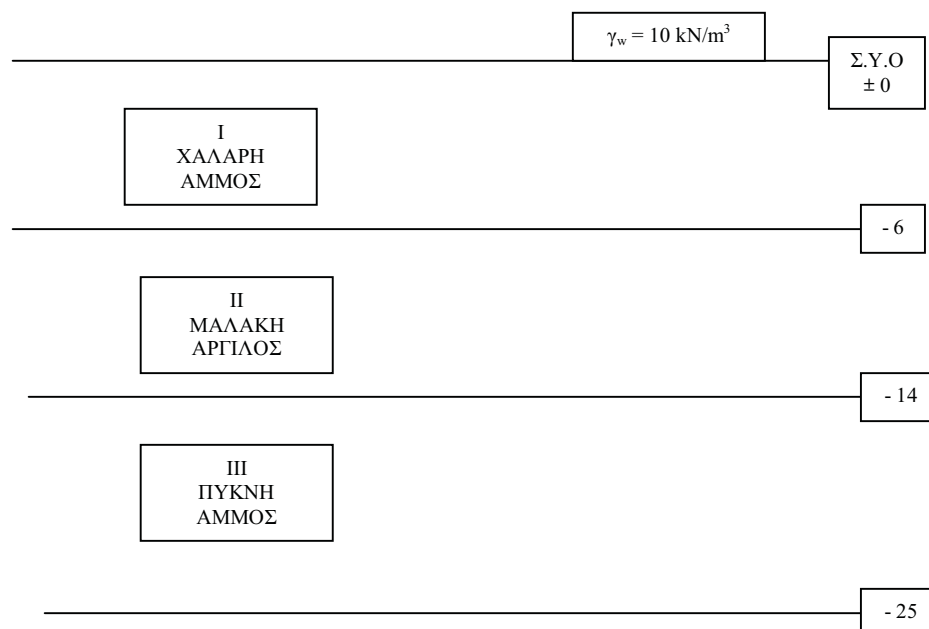 γw = 10 kN/m³
Σ.Υ.Ο
± 0
I
ΧΑΛΑΡΗ
ΑΜΜΟΣ
- 6
II
ΜΑΛΑΚΗ
ΑΡΓΙΛΟΣ
- 14
III
ΠΥΚΝΗ
ΑΜΜΟΣ
- 25